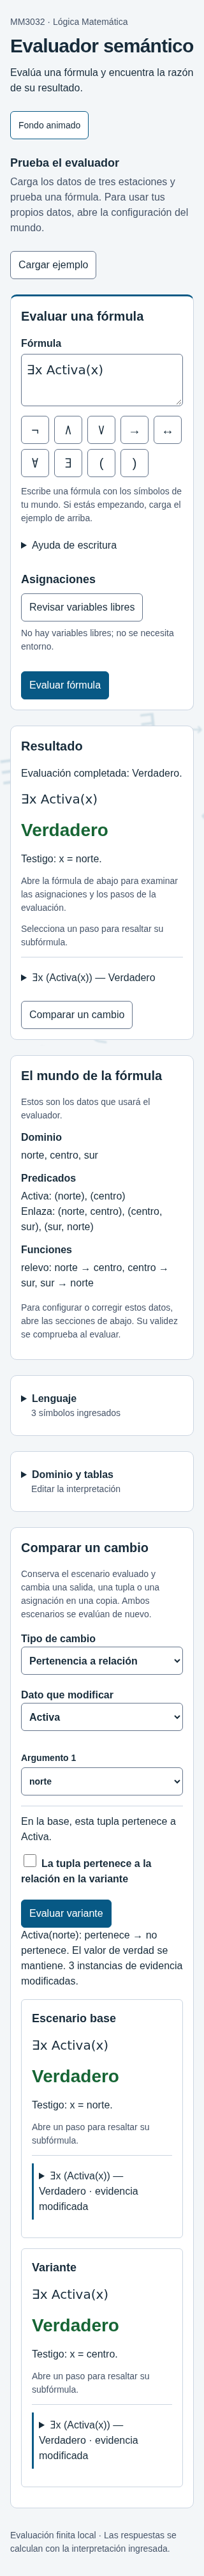 MM3032 · Lógica Matemática
Evaluador semántico
Evalúa una fórmula y encuentra la razón
de su resultado.
Fondo animado
Prueba el evaluador
Carga los datos de tres estaciones y
prueba una fórmula. Para usar tus
propios datos, abre la configuración del
mundo.
Cargar ejemplo
Evaluar una fórmula
Fórmula
∃x Activa(x)
¬ ∧ ∨ → ↔
∀ ∃ ( )
Escribe una fórmula con los símbolos de
tu mundo. Si estás empezando, carga el
ejemplo de arriba.
▶ Ayuda de escritura
Asignaciones
Revisar variables libres
No hay variables libres; no se necesita
entorno.
Evaluar fórmula
Resultado
Evaluación completada: Verdadero.
∃x Activa(x)
Verdadero
Testigo: x = norte.
Abre la fórmula de abajo para examinar
las asignaciones y los pasos de la
evaluación.
Selecciona un paso para resaltar su
subfórmula.
▶ ∃x (Activa(x)) — Verdadero
Comparar un cambio
El mundo de la fórmula
Estos son los datos que usará el
evaluador.
Dominio
norte, centro, sur
Predicados
Activa: (norte), (centro)
Enlaza: (norte, centro), (centro,
sur), (sur, norte)
Funciones
relevo: norte → centro, centro →
sur, sur → norte
Para configurar o corregir estos datos,
abre las secciones de abajo. Su validez
se comprueba al evaluar.
▶ Lenguaje
3 símbolos ingresados
▶ Dominio y tablas
Editar la interpretación
Comparar un cambio
Conserva el escenario evaluado y
cambia una salida, una tupla o una
asignación en una copia. Ambos
escenarios se evalúan de nuevo.
Tipo de cambio
Pertenencia a relación
Dato que modificar
Activa
Argumento 1
norte
En la base, esta tupla pertenece a
Activa.
La tupla pertenece a la
relación en la variante
Evaluar variante
Activa(norte): pertenece → no
pertenece. El valor de verdad se
mantiene. 3 instancias de evidencia
modificadas.
Escenario base
∃x Activa(x)
Verdadero
Testigo: x = norte.
Abre un paso para resaltar su
subfórmula.
▶ ∃x (Activa(x)) —
Verdadero · evidencia
modificada
Variante
∃x Activa(x)
Verdadero
Testigo: x = centro.
Abre un paso para resaltar su
subfórmula.
▶ ∃x (Activa(x)) —
Verdadero · evidencia
modificada
Evaluación finita local · Las respuestas se
calculan con la interpretación ingresada.